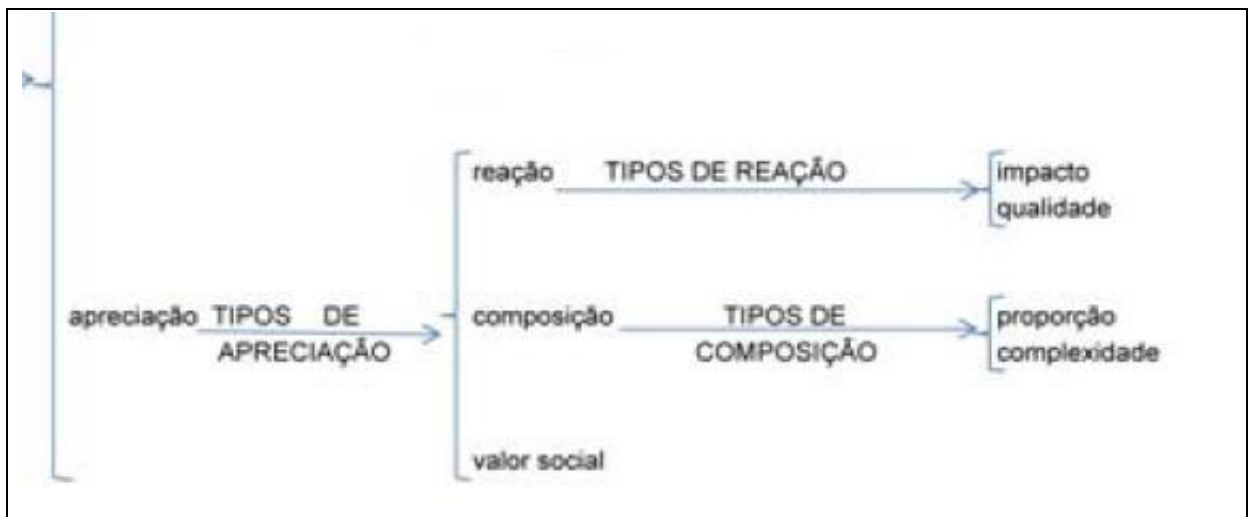 reação TIPOS DE REAÇÃO impacto
qualidade
apreciação TIPOS DE composição TIPOS DE proporção
APRECIAÇÃO COMPOSIÇÃO complexidade
valor social